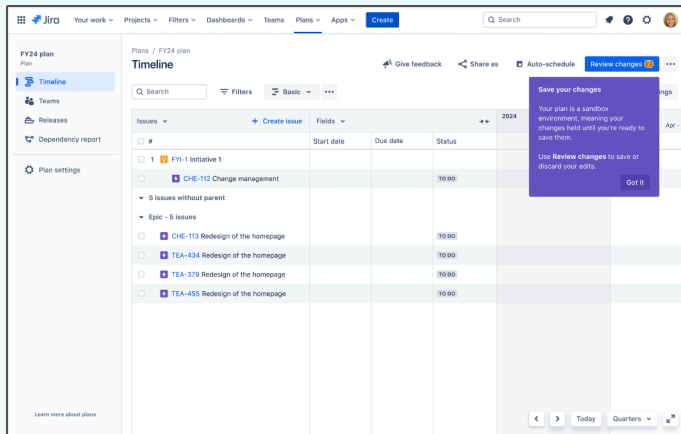 Jira
Your work
Projects
Filters
Dashboards
Teams
Plans
Apps
Create
Search
FY24 plan
Plan
Timeline
Teams
Releases
Dependency report
Plan settings
Learn more about plans
Plans / FY24 plan
Timeline
Give feedback
Share as
Auto-schedule
Review changes
Search
Filters
Basic
Save your changes
Your plan is a sandbox
environment, meaning your
changes held until you're ready to
save them.
Use Review changes to save or
discard your edits.
Got it
ngs
Issues
+ Create issue
Fields
2024
Apr -
#
Start date
Due date
Status
1 FYI-1 Initiative 1
CHE-112 Change management TO DO
5 issues without parent
Epic - 5 issues
CHE-113 Redesign of the homepage TO DO
TEA-434 Redesign of the homepage TO DO
TEA-379 Redesign of the homepage TO DO
TEA-455 Redesign of the homepage TO DO
Today
Quarters